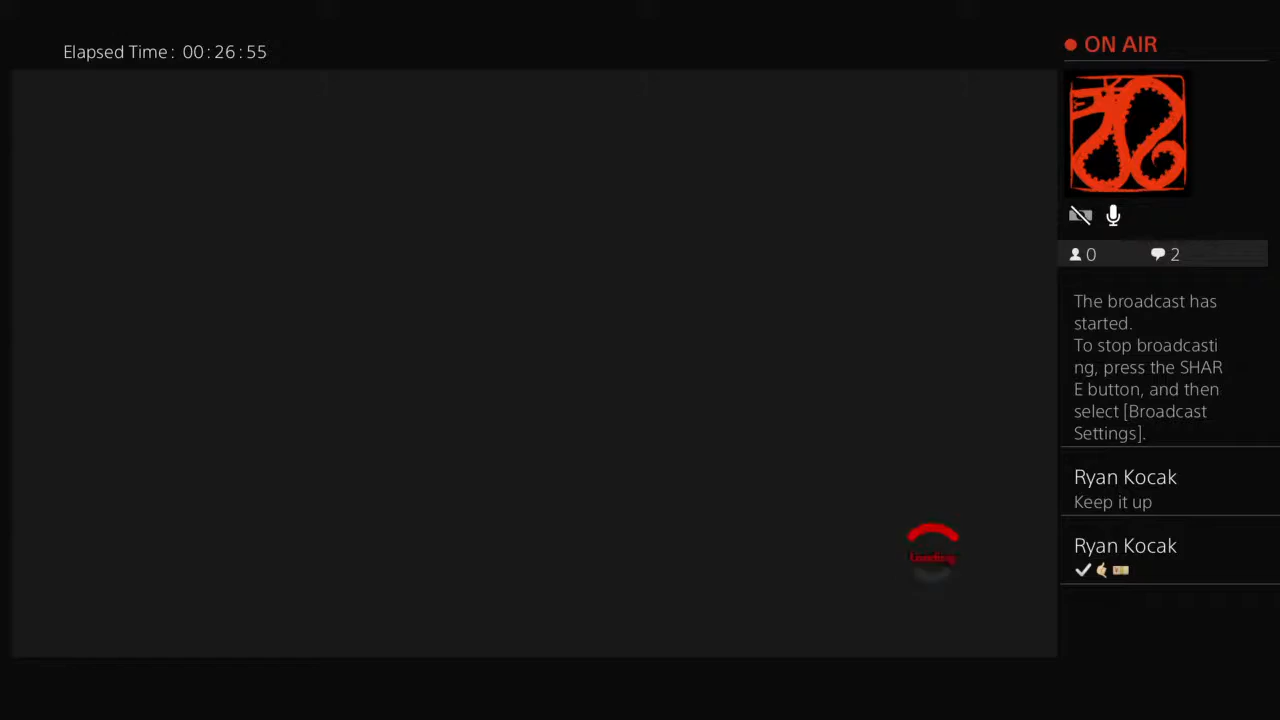 Elapsed Time: 00:26:55
ON AIR
0 2
The broadcast has
started.
To stop broadcasti
ng, press the SHAR
E button, and then
select [Broadcast
Settings].
Ryan Kocak
Keep it up
Loading
Ryan Kocak